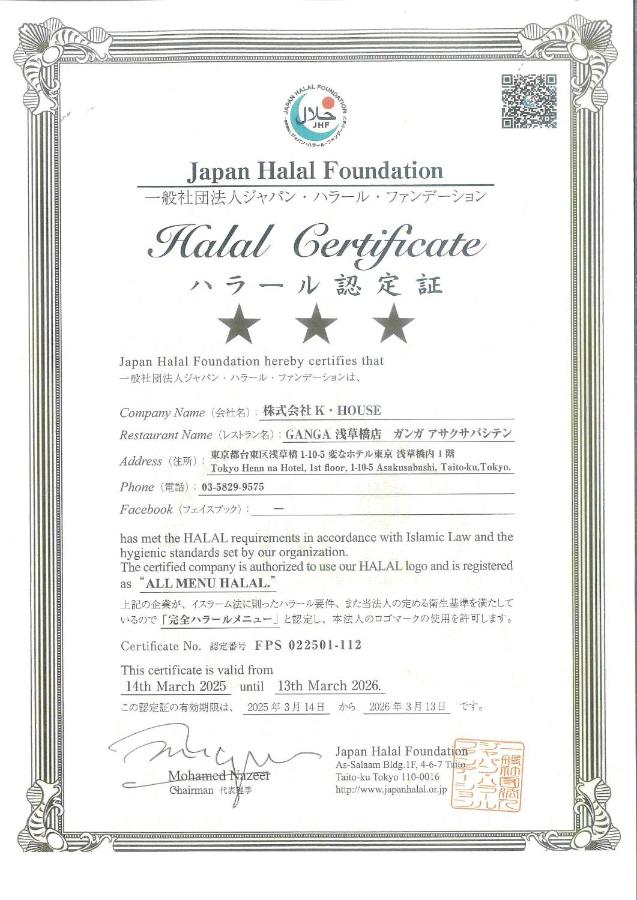 JAPAN HALAL FOUNDATION
حلال
JHF
Japan Halal Foundation
一般社団法人ジャパン・ハラール・ファンデーション
Halal Certificate
ハラール認定証
Japan Halal Foundation hereby certifies that
一般社団法人ジャパン・ハラール・ファンデーションは、
Company Name（会社名）: 株式会社K・HOUSE
Restaurant Name（レストラン名）: GANGA 浅草橋店　ガンガ アサクサバシテン
Address（住所）: 東京都台東区浅草橋 1-10-5 変なホテル東京 浅草橋内 1 階
Tokyo Henn na Hotel, 1st floor, 1-10-5 Asakusabashi, Taito-ku,Tokyo.
Phone（電話）: 03-5829-9575
Facebook（フェイスブック）: ―
has met the HALAL requirements in accordance with Islamic Law and the
hygienic standards set by our organization.
The certified company is authorized to use our HALAL logo and is registered
as “ALL MENU HALAL.”
上記の企業が、イスラーム法に則ったハラール要件、また当法人の定める衛生基準を満たして
いるので「完全ハラールメニュー」と認定し、本法人のロゴマークの使用を許可します。
Certificate No. 認定番号 FPS 022501-112
This certificate is valid from
14th March 2025 until 13th March 2026.
この認定証の有効期限は、 2025 年 3 月 14 日 から 2026 年 3 月 13 日 です。
Mohamed Nazeer
Chairman 代表理事
Japan Halal Foundation
As-Salaam Bldg.1F, 4-6-7 Taito
Taito-ku Tokyo 110-0016
http://www.japanhalal.or.jp